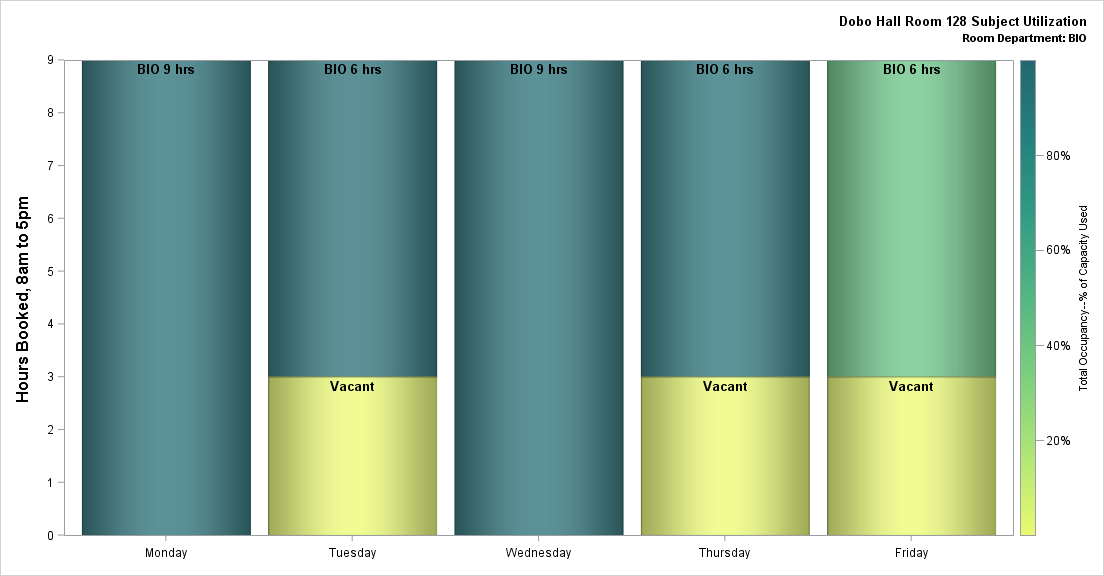 Dobo Hall Room 128 Subject Utilization
Room Department: BIO
Hours Booked, 8am to 5pm
9
8
7
6
5
4
3
2
1
0
BIO 9 hrs
BIO 6 hrs
BIO 9 hrs
BIO 6 hrs
BIO 6 hrs
Vacant
Vacant
Vacant
Monday
Tuesday
Wednesday
Thursday
Friday
80%
60%
40%
20%
Total Occupancy--% of Capacity Used